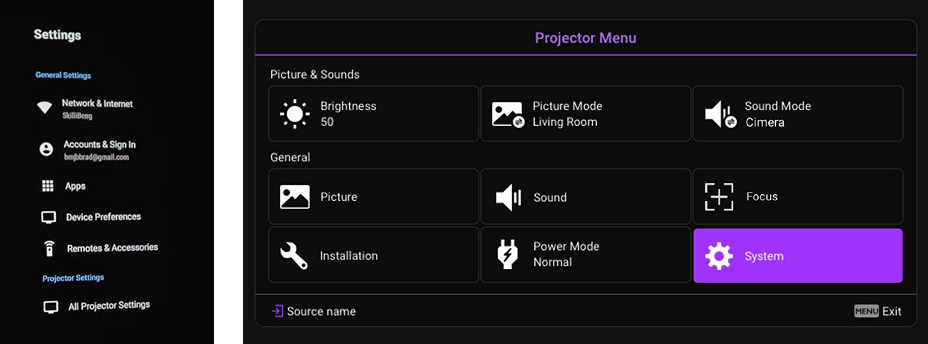 Settings
General Settings
Network & Internet
SkilliBeng
Accounts & Sign In
bmjbbrad@gmail.com
Apps
Device Preferences
Remotes & Accessories
Projector Settings
All Projector Settings
Projector Menu
Picture & Sounds
Brightness
50
Picture Mode
Living Room
Sound Mode
Cimera
General
Picture
Sound
Focus
Installation
Power Mode
Normal
System
Source name
MENU Exit